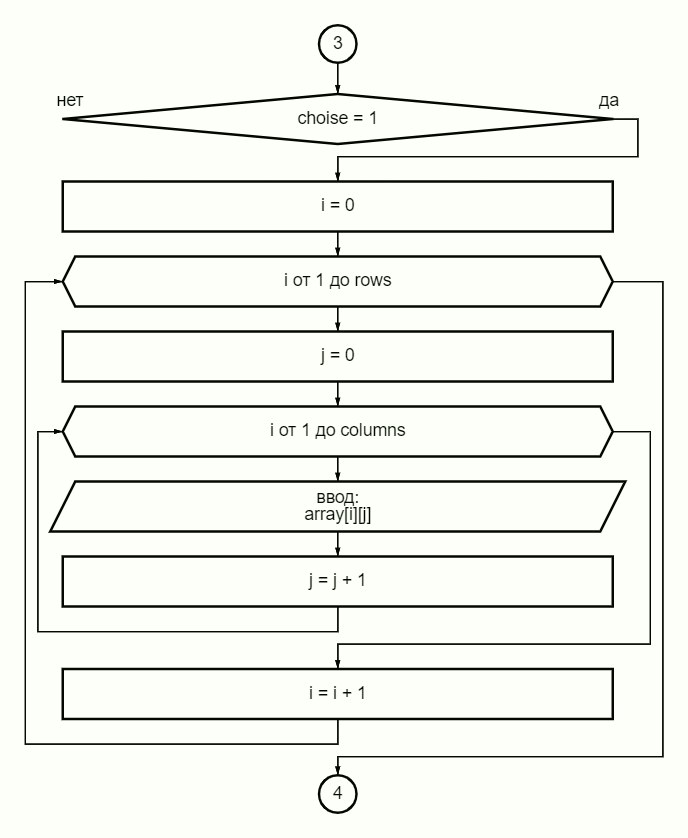 3
нет
да
choise = 1
i = 0
i от 1 до rows
j = 0
i от 1 до columns
ввод:
array[i][j]
j = j + 1
i = i + 1
4